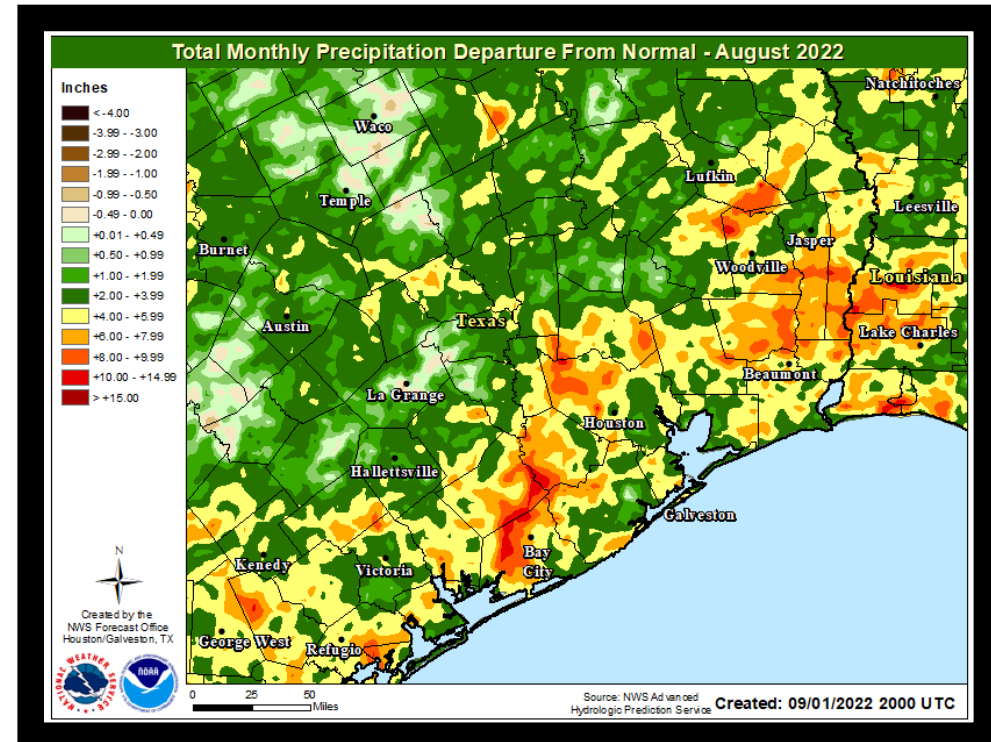 Total Monthly Precipitation Departure From Normal - August 2022
Inches
< -4.00
-3.99 - -3.00
-2.99 - -2.00
-1.99 - -1.00
-0.99 - -0.50
-0.49 - 0.00
+0.01 - +0.49
+0.50 - +0.99
+1.00 - +1.99
+2.00 - +3.99
+4.00 - +5.99
+6.00 - +7.99
+8.00 - +9.99
+10.00 - +14.99
> +15.00
Natchitoches
Waco
Lufkin
Temple
Leesville
Burnet
Jasper
Woodville
Louisiana
Austin
Texas
Lake Charles
Beaumont
La Grange
Houston
Hallettsville
Galveston
Bay
City
Kenedy
Victoria
George West
Refugio
N
Created by the
NWS Forecast Office
Houston/Galveston, TX
NATIONAL WEATHER SERVICE
NOAA
0 25 50
Miles
Source: NWS Advanced
Hydrologic Prediction Service
Created: 09/01/2022 2000 UTC